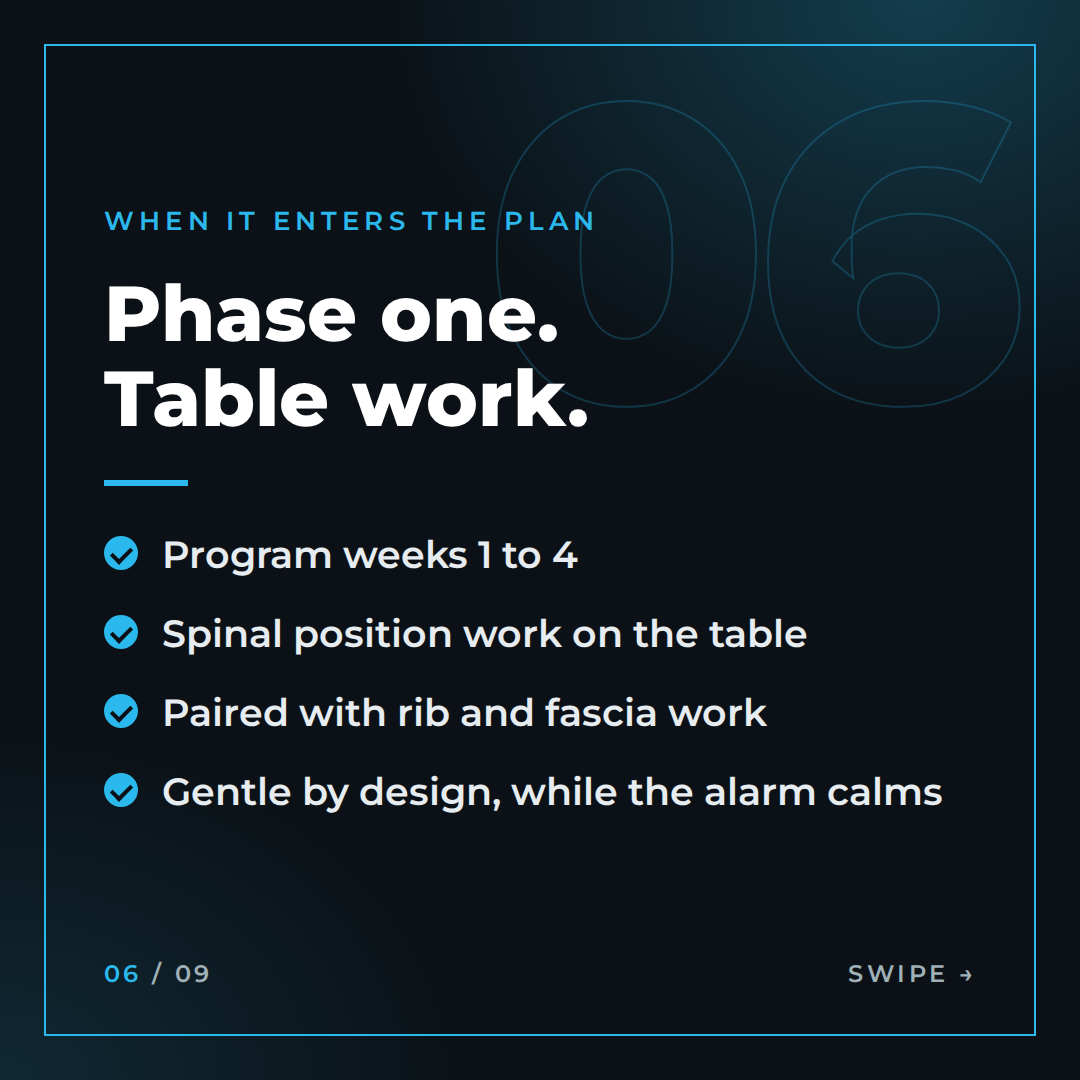 06
WHEN IT ENTERS THE PLAN
Phase one.
Table work.
Program weeks 1 to 4
Spinal position work on the table
Paired with rib and fascia work
Gentle by design, while the alarm calms
06 / 09
SWIPE →